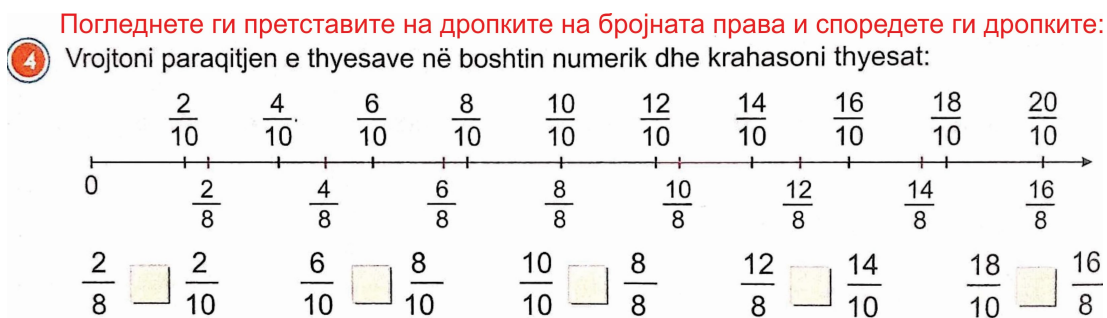 Погледнете ги претставите на дропките на бројната права и споредете ги дропките:
4 Vrojtoni paraqitjen e thyesave në boshtin numerik dhe krahasoni thyesat:
2/10 4/10 6/10 8/10 10/10 12/10 14/10 16/10 18/10 20/10
0 2/8 4/8 6/8 8/8 10/8 12/8 14/8 16/8
2/8 2/10 6/10 8/10 10/10 8/8 12/8 14/10 18/10 16/8